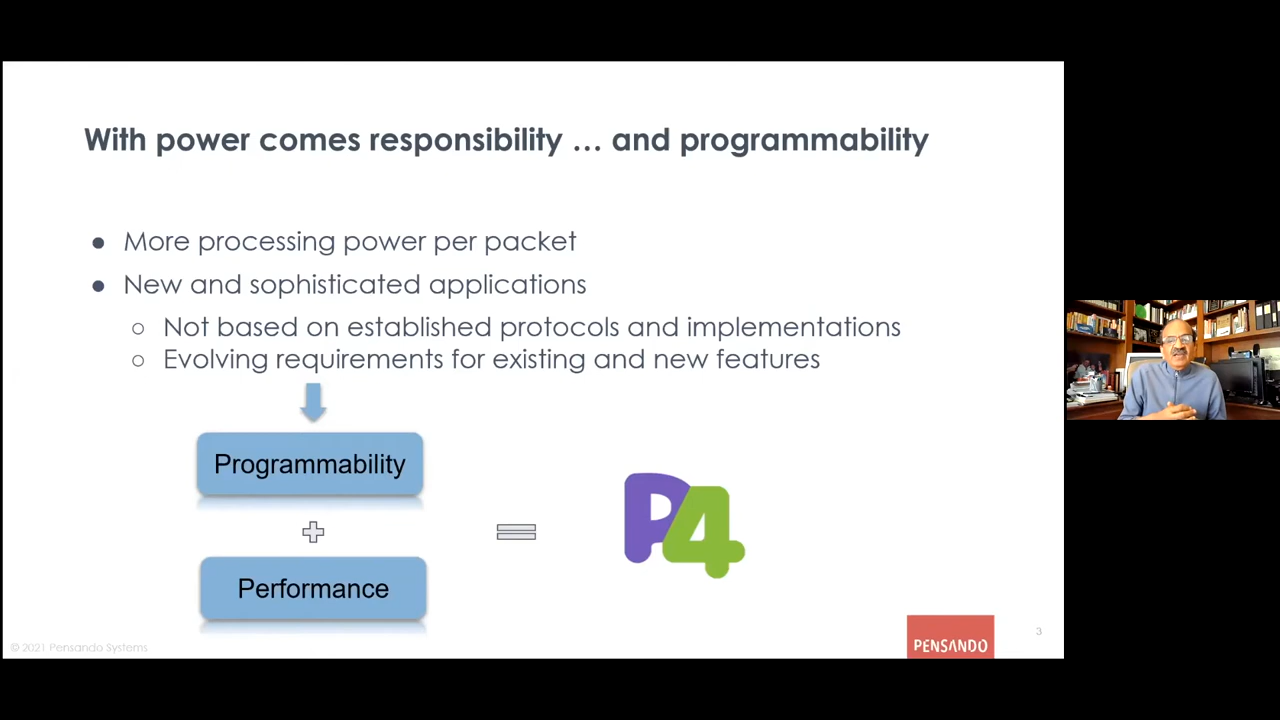 With power comes responsibility … and programmability
● More processing power per packet
● New and sophisticated applications
○ Not based on established protocols and implementations
○ Evolving requirements for existing and new features
Programmability
+
=
P4
Performance
© 2021 Pensando Systems
PENSANDO
3